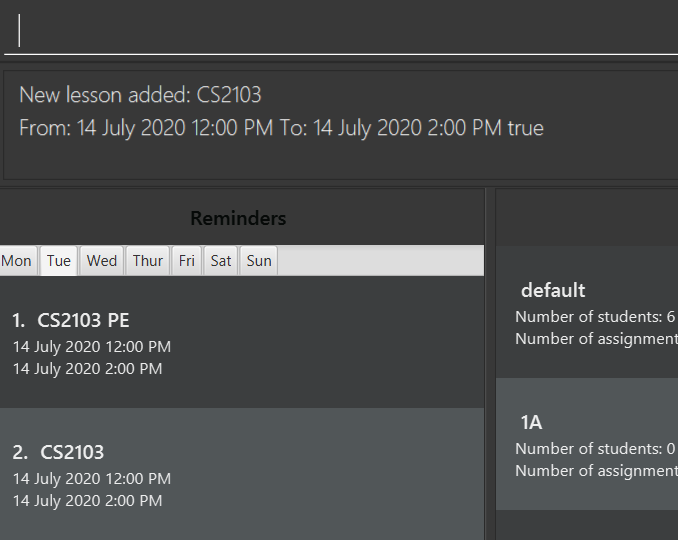 New lesson added: CS2103
From: 14 July 2020 12:00 PM To: 14 July 2020 2:00 PM true
Reminders
Mon Tue Wed Thur Fri Sat Sun
1. CS2103 PE
14 July 2020 12:00 PM
14 July 2020 2:00 PM
2. CS2103
14 July 2020 12:00 PM
14 July 2020 2:00 PM
default
Number of students: 6
Number of assignment
1A
Number of students: 0
Number of assignment